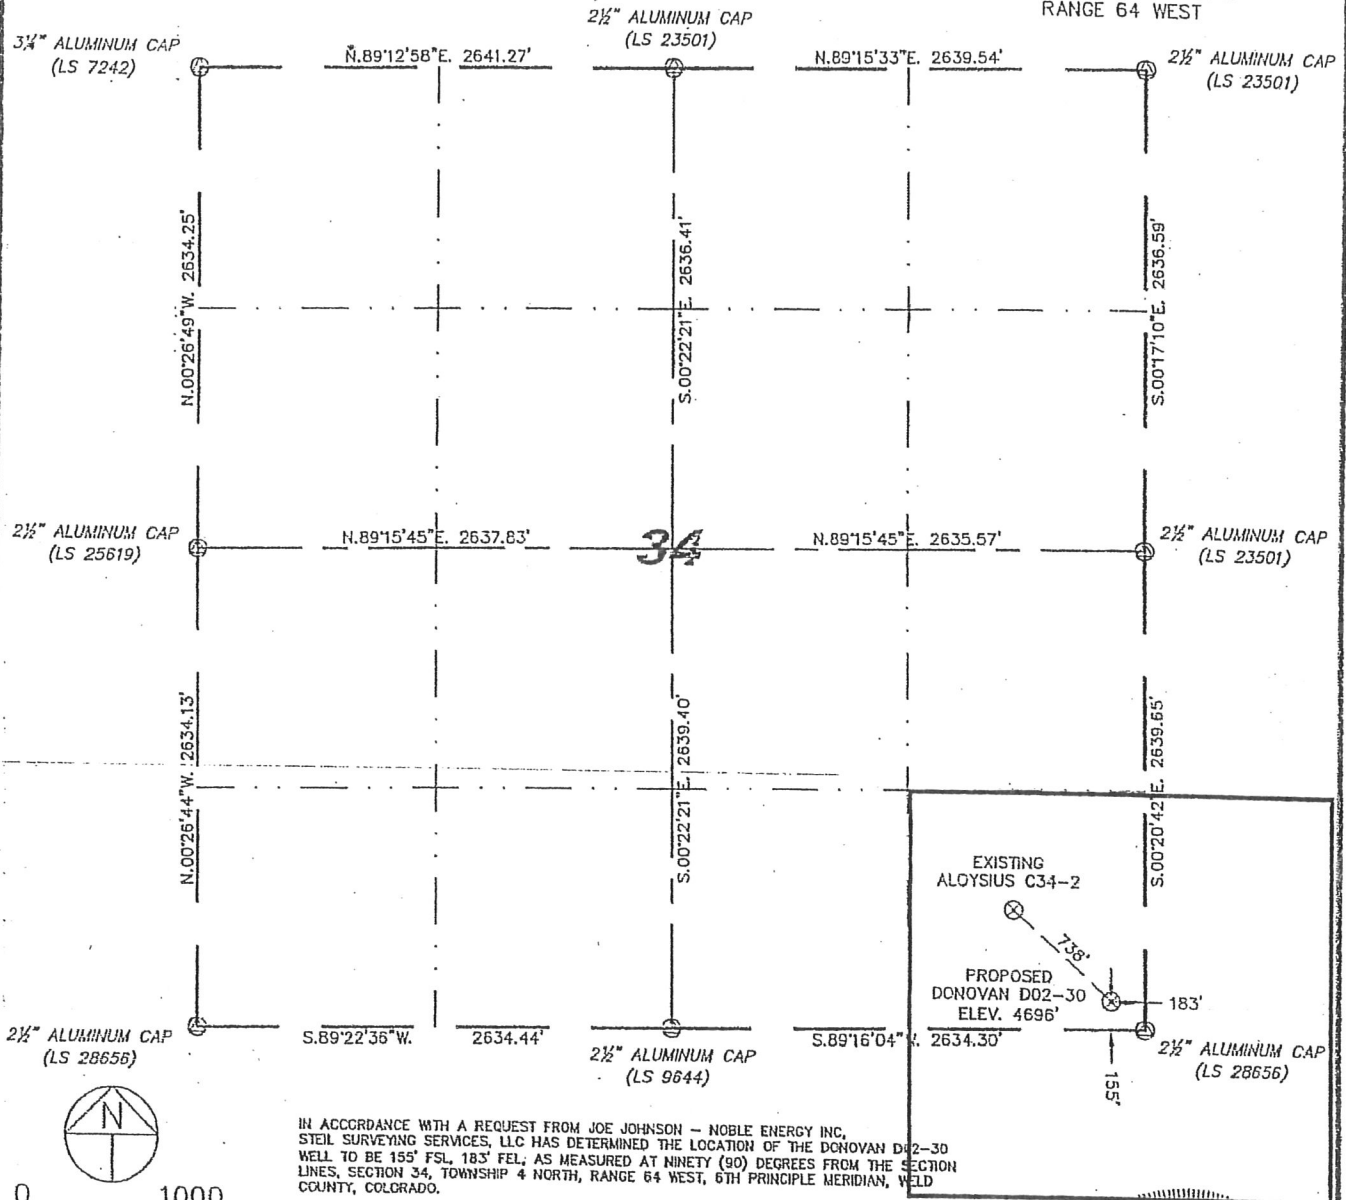 RANGE 64 WEST
2½" ALUMINUM CAP
(LS 23501)
3¼" ALUMINUM CAP
(LS 7242)
N.89°12'58"E. 2641.27'
N.89°15'33"E. 2639.54'
2½" ALUMINUM CAP
(LS 23501)
N.00°26'49"W. 2634.25'
S.00°22'21"E. 2636.41'
S.00°17'10"E. 2636.59'
2½" ALUMINUM CAP
(LS 25619)
N.89°15'45"E. 2637.83'
34
N.89°15'45"E. 2635.57'
2½" ALUMINUM CAP
(LS 23501)
N.00°26'44"W. 2634.13'
S.00°22'21"E. 2639.40'
S.00°20'42"E. 2639.65'
EXISTING
ALOYSIUS C34-2
738'
PROPOSED
DONOVAN D02-30
ELEV. 4696'
183'
155'
2½" ALUMINUM CAP
(LS 28656)
S.89°22'36"W. 2634.44'
2½" ALUMINUM CAP
(LS 9644)
S.89°16'04"W. 2634.30'
2½" ALUMINUM CAP
(LS 28656)
N
0 1000
IN ACCORDANCE WITH A REQUEST FROM JOE JOHNSON – NOBLE ENERGY INC,
STEIL SURVEYING SERVICES, LLC HAS DETERMINED THE LOCATION OF THE DONOVAN D02-30
WELL TO BE 155' FSL, 183' FEL, AS MEASURED AT NINETY (90) DEGREES FROM THE SECTION
LINES, SECTION 34, TOWNSHIP 4 NORTH, RANGE 64 WEST, 6TH PRINCIPLE MERIDIAN, WELD
COUNTY, COLORADO.